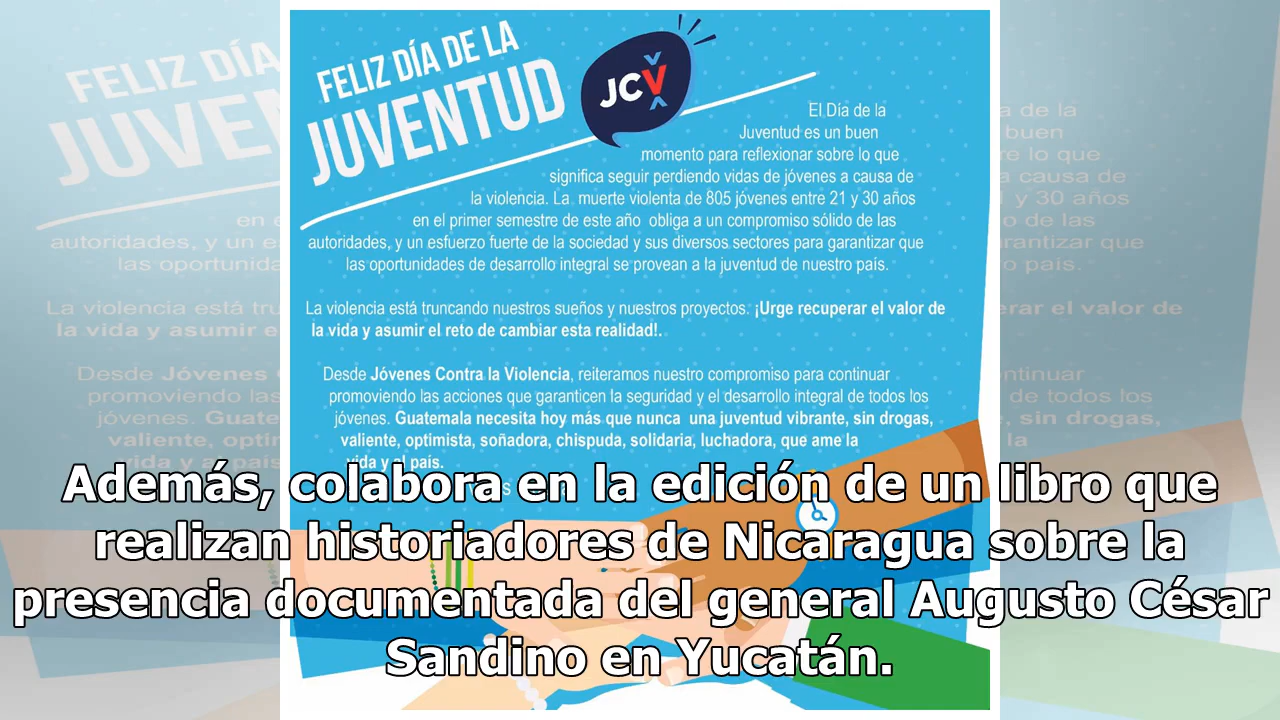 FELIZ DÍA DE LA
JUVENTUD
JCV
El Día de la
Juventud es un buen
momento para reflexionar sobre lo que
significa seguir perdiendo vidas de jóvenes a causa de
la violencia. La muerte violenta de 805 jóvenes entre 21 y 30 años
en el primer semestre de este año obliga a un compromiso sólido de las
autoridades, y un esfuerzo fuerte de la sociedad y sus diversos sectores para garantizar que
las oportunidades de desarrollo integral se provean a la juventud de nuestro país.
La violencia está truncando nuestros sueños y nuestros proyectos. ¡Urge recuperar el valor de
la vida y asumir el reto de cambiar esta realidad!.
Desde Jóvenes Contra la Violencia, reiteramos nuestro compromiso para continuar
promoviendo las acciones que garanticen la seguridad y el desarrollo integral de todos los
jóvenes. Guatemala necesita hoy más que nunca una juventud vibrante, sin drogas,
valiente, optimista, soñadora, chispuda, solidaria, luchadora, que ame la
vida y al país.
Además, colabora en la edición de un libro que
realizan historiadores de Nicaragua sobre la
presencia documentada del general Augusto César
Sandino en Yucatán.